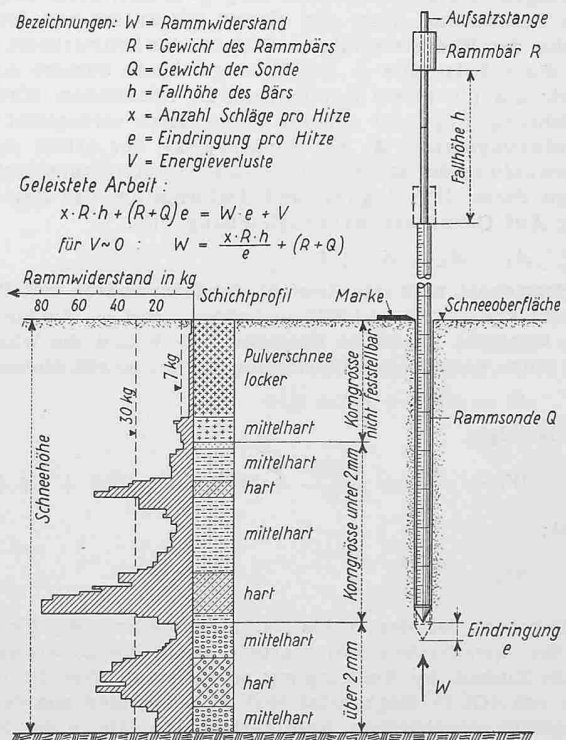 Bezeichnungen: W = Rammwiderstand
R = Gewicht des Rammbärs
Q = Gewicht der Sonde
h = Fallhöhe des Bärs
x = Anzahl Schläge pro Hitze
e = Eindringung pro Hitze
V = Energieverluste
Geleistete Arbeit :
x·R·h + (R+Q)e = W·e + V
für V~0 : W = x·R·h / e + (R+Q)
Aufsatzstange
Rammbär R
Fallhöhe h
Rammwiderstand in kg
80 60 40 20
Schichtprofil
Marke
Schneeoberfläche
Schneehöhe
30 kg
7 kg
Pulverschnee
locker
mittelhart
mittelhart
hart
mittelhart
hart
mittelhart
hart
mittelhart
Korngrösse
nicht feststellbar
Korngrösse unter 2mm
über 2 mm
Rammsonde Q
Eindringung
e
W